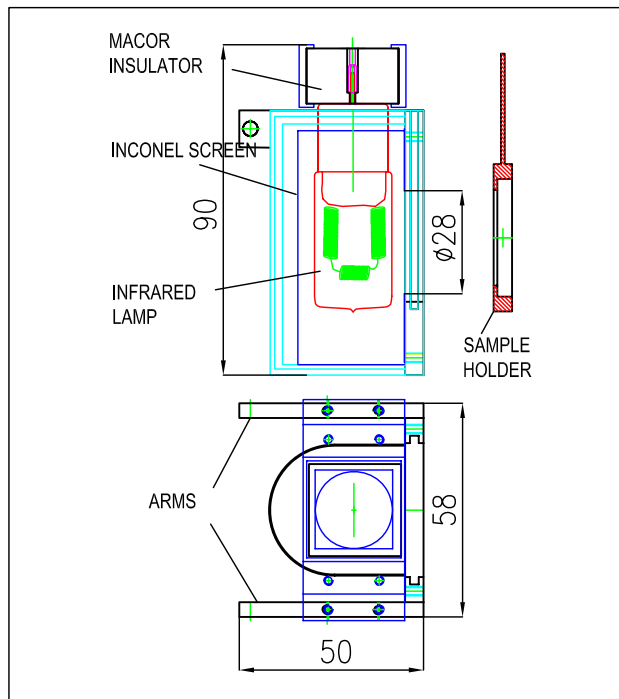 MACOR
INSULATOR
INCONEL SCREEN
90
ϕ28
INFRARED
LAMP
SAMPLE
HOLDER
ARMS
58
50